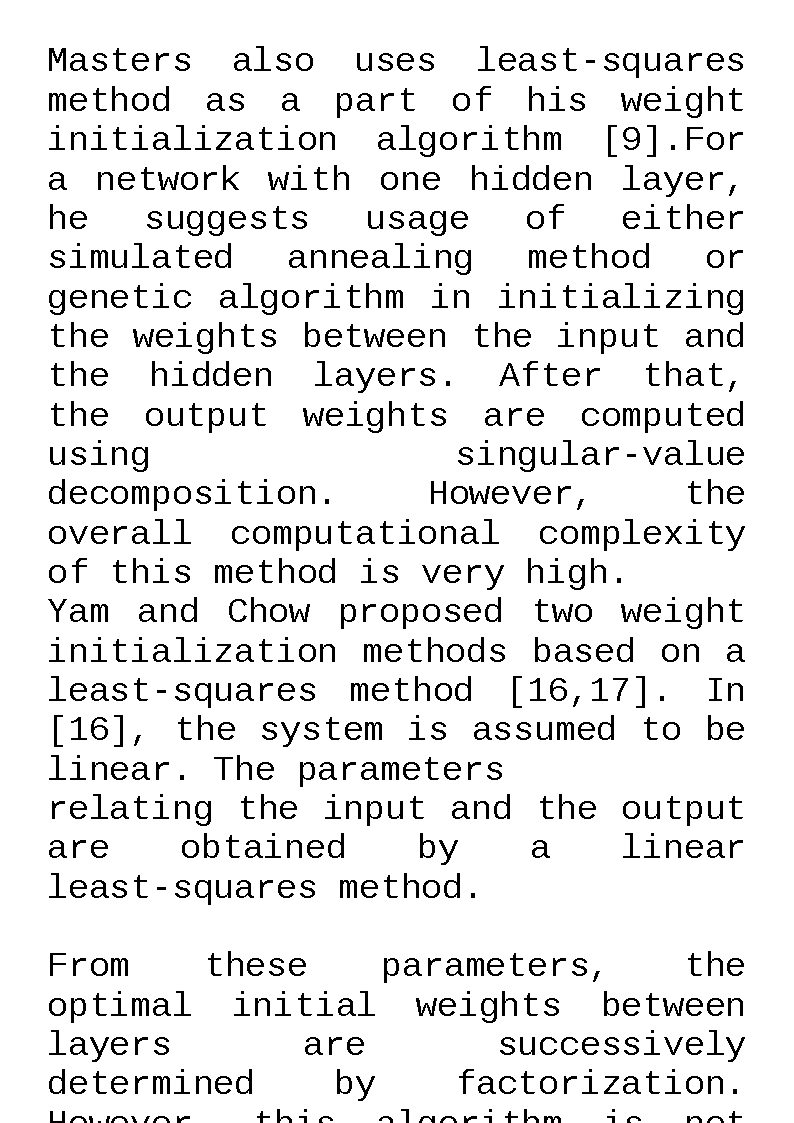 Masters also uses least-squares
method as a part of his weight
initialization algorithm [9].For
a network with one hidden layer,
he suggests usage of either
simulated annealing method or
genetic algorithm in initializing
the weights between the input and
the hidden layers. After that,
the output weights are computed
using singular-value
decomposition. However, the
overall computational complexity
of this method is very high.
Yam and Chow proposed two weight
initialization methods based on a
least-squares method [16,17]. In
[16], the system is assumed to be
linear. The parameters
relating the input and the output
are obtained by a linear
least-squares method.

From these parameters, the
optimal initial weights between
layers are successively
determined by factorization.
However, this algorithm is not